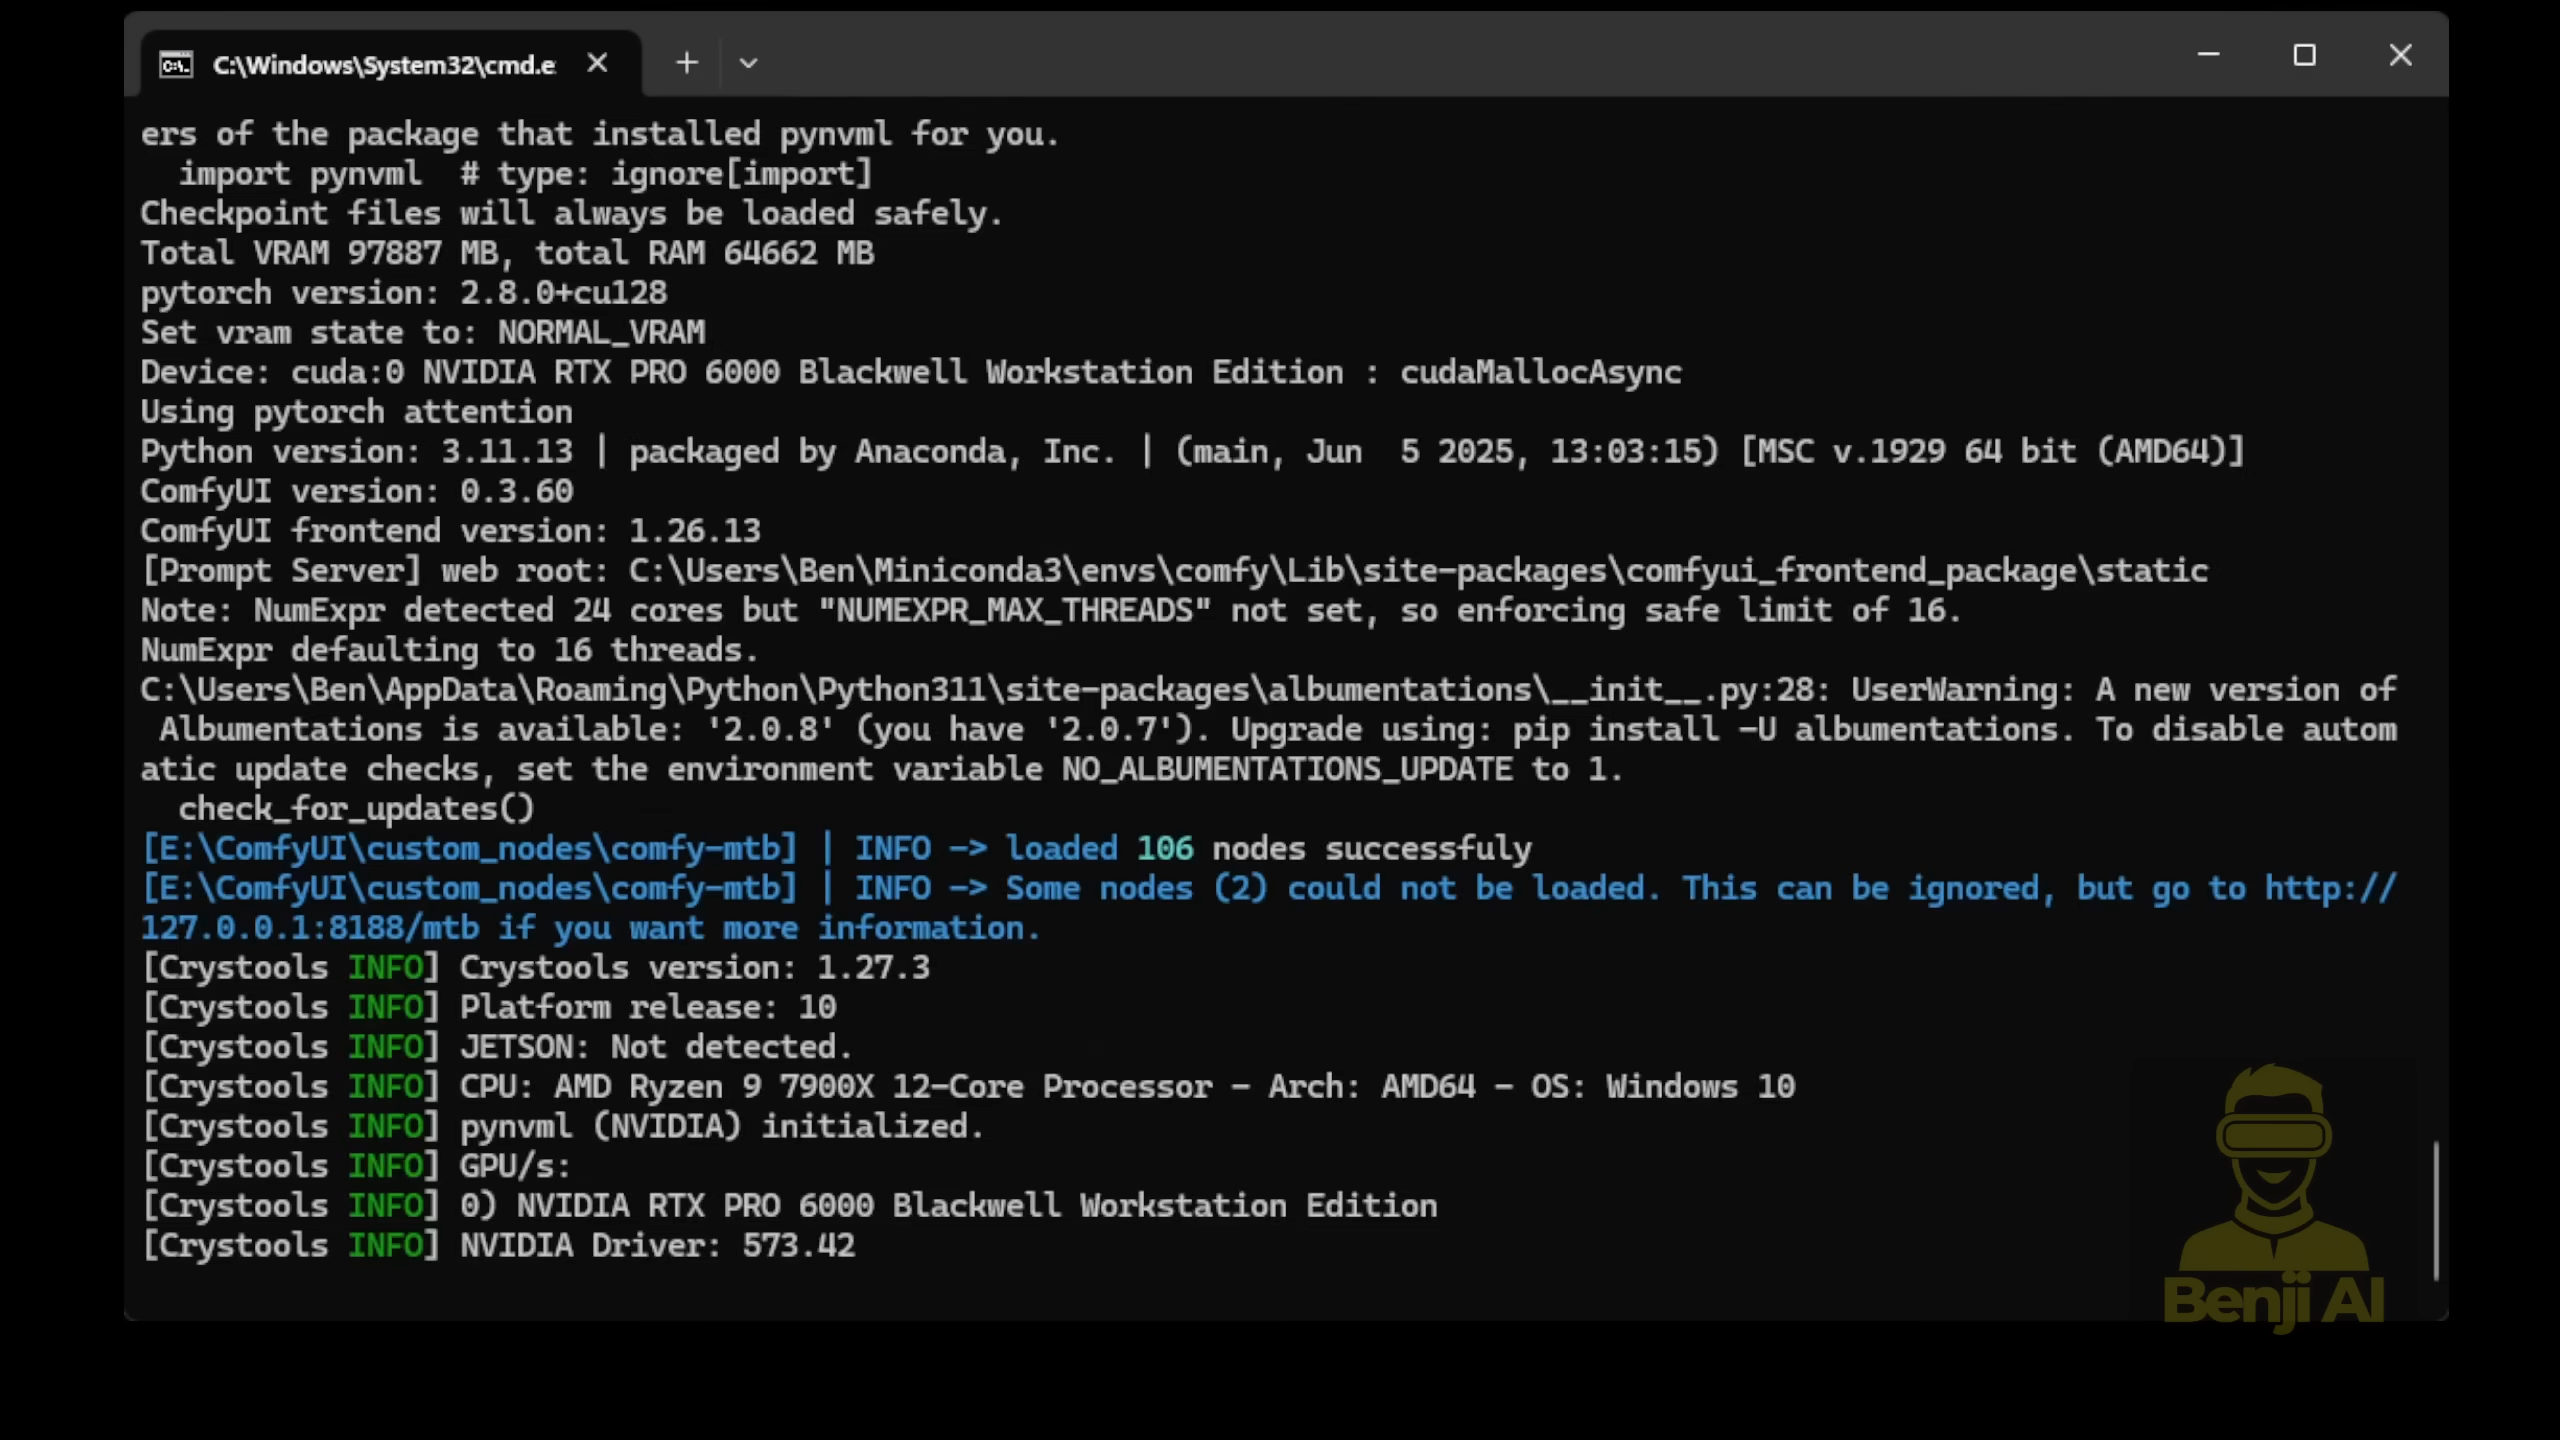 C:\Windows\System32\cmd.e
ers of the package that installed pynvml for you.
  import pynvml  # type: ignore[import]
Checkpoint files will always be loaded safely.
Total VRAM 97887 MB, total RAM 64662 MB
pytorch version: 2.8.0+cu128
Set vram state to: NORMAL_VRAM
Device: cuda:0 NVIDIA RTX PRO 6000 Blackwell Workstation Edition : cudaMallocAsync
Using pytorch attention
Python version: 3.11.13 | packaged by Anaconda, Inc. | (main, Jun  5 2025, 13:03:15) [MSC v.1929 64 bit (AMD64)]
ComfyUI version: 0.3.60
ComfyUI frontend version: 1.26.13
[Prompt Server] web root: C:\Users\Ben\Miniconda3\envs\comfy\Lib\site-packages\comfyui_frontend_package\static
Note: NumExpr detected 24 cores but "NUMEXPR_MAX_THREADS" not set, so enforcing safe limit of 16.
NumExpr defaulting to 16 threads.
C:\Users\Ben\AppData\Roaming\Python\Python311\site-packages\albumentations\__init__.py:28: UserWarning: A new version of
 Albumentations is available: '2.0.8' (you have '2.0.7'). Upgrade using: pip install -U albumentations. To disable autom
atic update checks, set the environment variable NO_ALBUMENTATIONS_UPDATE to 1.
  check_for_updates()
[E:\ComfyUI\custom_nodes\comfy-mtb] | INFO -> loaded 106 nodes successfuly
[E:\ComfyUI\custom_nodes\comfy-mtb] | INFO -> Some nodes (2) could not be loaded. This can be ignored, but go to http://
127.0.0.1:8188/mtb if you want more information.
[Crystools INFO] Crystools version: 1.27.3
[Crystools INFO] Platform release: 10
[Crystools INFO] JETSON: Not detected.
[Crystools INFO] CPU: AMD Ryzen 9 7900X 12-Core Processor - Arch: AMD64 - OS: Windows 10
[Crystools INFO] pynvml (NVIDIA) initialized.
[Crystools INFO] GPU/s:
[Crystools INFO] 0) NVIDIA RTX PRO 6000 Blackwell Workstation Edition
[Crystools INFO] NVIDIA Driver: 573.42
Benji AI